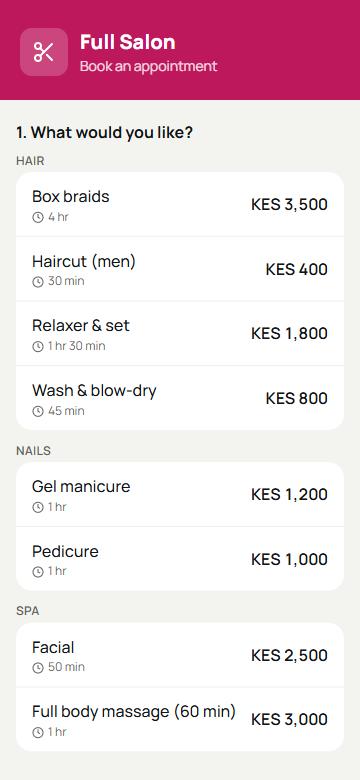 Full Salon
Book an appointment
1. What would you like?
HAIR
Box braids
4 hr
KES 3,500
Haircut (men)
30 min
KES 400
Relaxer & set
1 hr 30 min
KES 1,800
Wash & blow-dry
45 min
KES 800
NAILS
Gel manicure
1 hr
KES 1,200
Pedicure
1 hr
KES 1,000
SPA
Facial
50 min
KES 2,500
Full body massage (60 min)
1 hr
KES 3,000